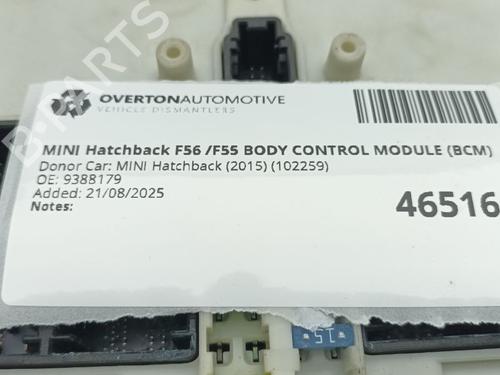 OVERTONAUTOMOTIVE
VEHICLE DISMANTLERS
MINI Hatchback F56 /F55 BODY CONTROL MODULE (BCM)
Donor Car: MINI Hatchback (2015) (102259)
OE: 9388179
Added: 21/08/2025
Notes:
46516
15
B-PARTS